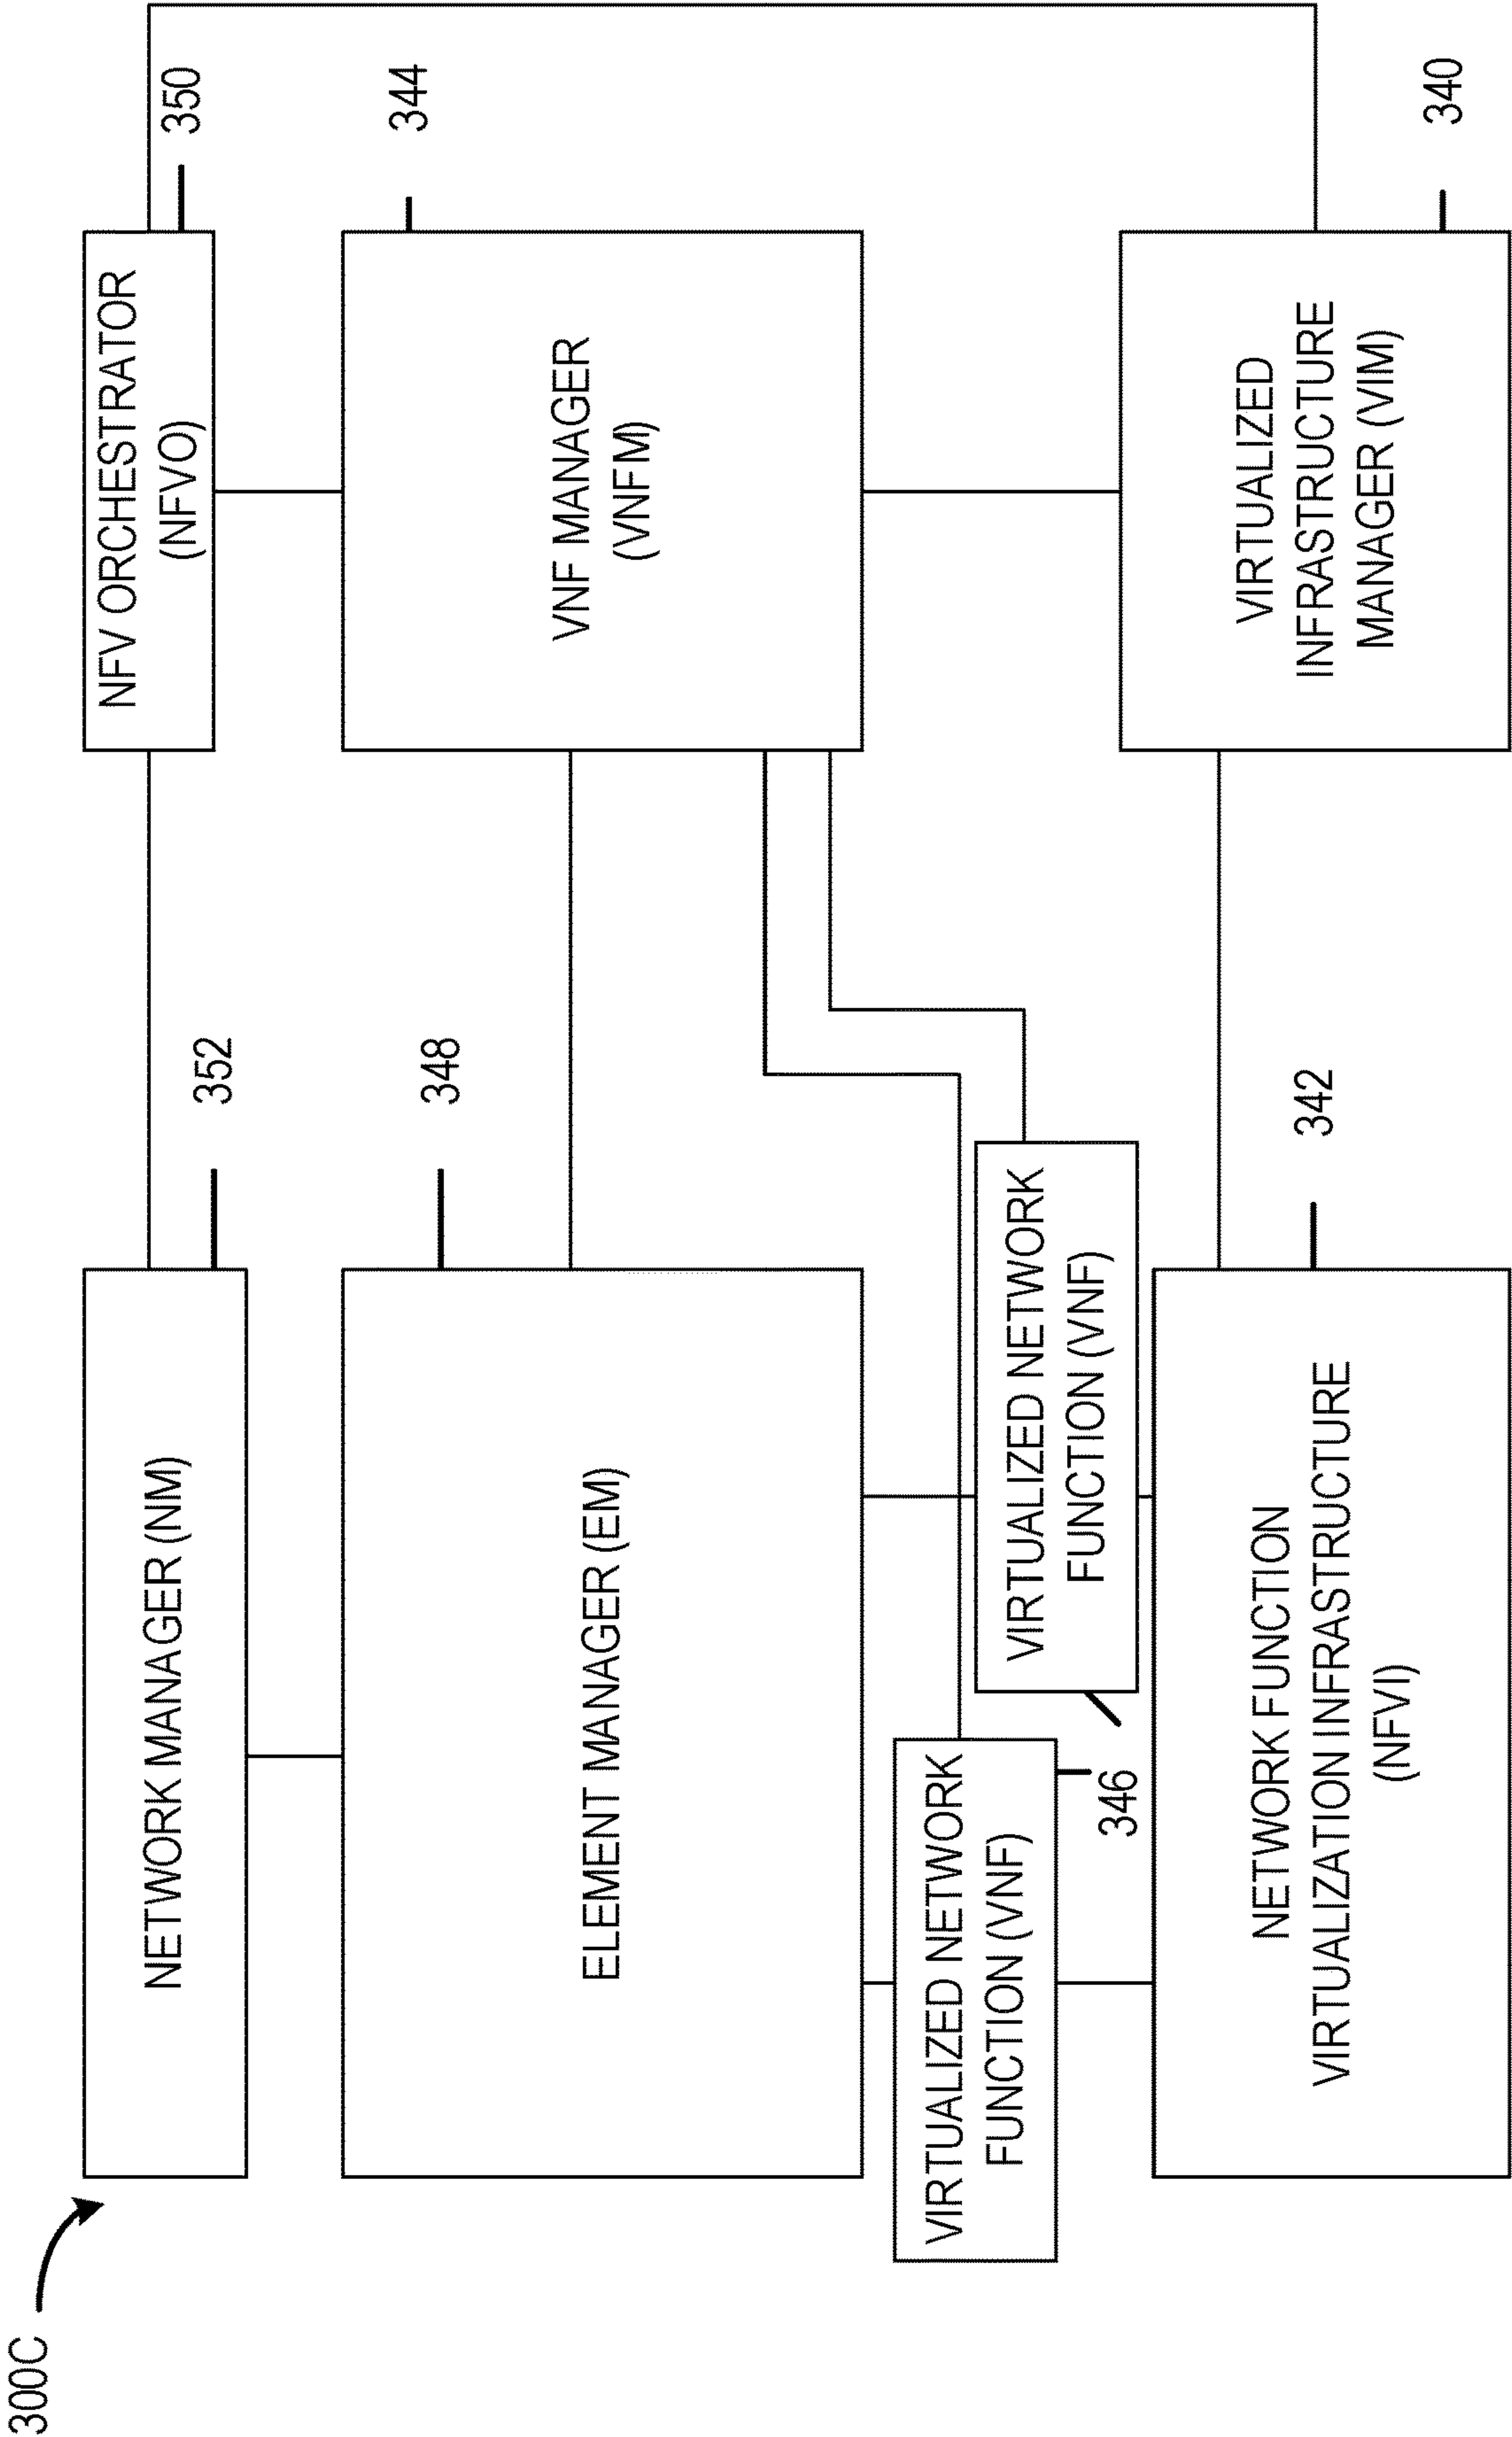 300C
NETWORK MANAGER (NM)
352
NFV ORCHESTRATOR
(NFVO)
350
ELEMENT MANAGER (EM)
348
VNF MANAGER
(VNFM)
344
VIRTUALIZED NETWORK
FUNCTION (VNF)
VIRTUALIZED NETWORK
FUNCTION (VNF)
346
NETWORK FUNCTION
VIRTUALIZATION INFRASTRUCTURE
(NFVI)
342
VIRTUALIZED
INFRASTRUCTURE
MANAGER (VIM)
340